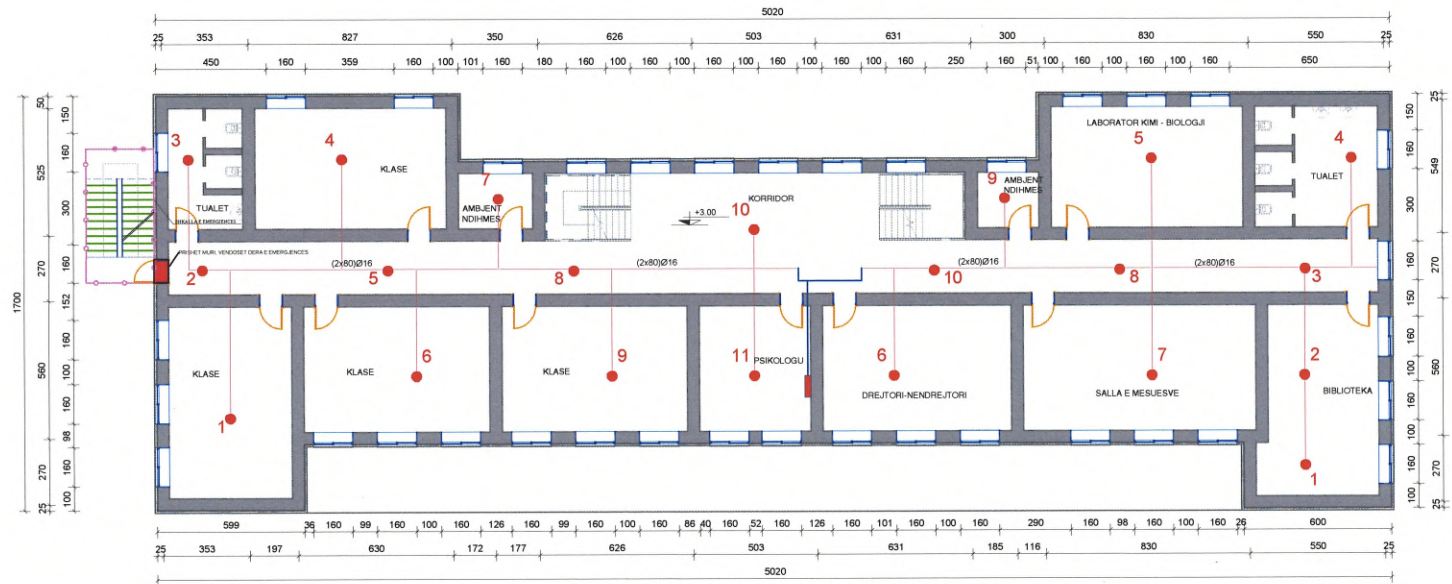 5020
25 353 827 350 626 503 631 300 830 550 25
450 160 359 160 100 101 160 180 160 100 160 100 160 100 160 100 160 100 160 250 160 51 100 160 100 160 100 160 650
1700
50 525 270 560 270 25
150 160 300 160 152 160 100 160 98 160 100
3
4
KLASE
TUALET
SHKALLA E EMERGENCES
PRISHET MURI, VENDOSET DERA E EMERGJENCES
7
AMBJENT
NDIHMES
KORRIDOR
+3.00
10
9
AMBJENT
NDIHMES
LABORATOR KIMI - BIOLOGJI
5
4
TUALET
2
5
(2x80)Ø16
8
(2x80)Ø16
10
(2x80)Ø16
8
(2x80)Ø16
3
KLASE
1
KLASE
6
KLASE
9
11
PSIKOLOGU
6
DREJTORI-NENDREJTORI
7
SALLA E MESUESVE
2
BIBLIOTEKA
1
150 160 300 160 150 160 100 160 100 160 100
25 549 270 560 270 25
599 36 160 99 160 100 160 126 160 99 160 100 160 86 40 160 52 160 126 160 101 160 100 160 290 160 98 160 100 160 26 600
25 353 197 630 172 177 626 503 631 185 116 830 550 25
5020